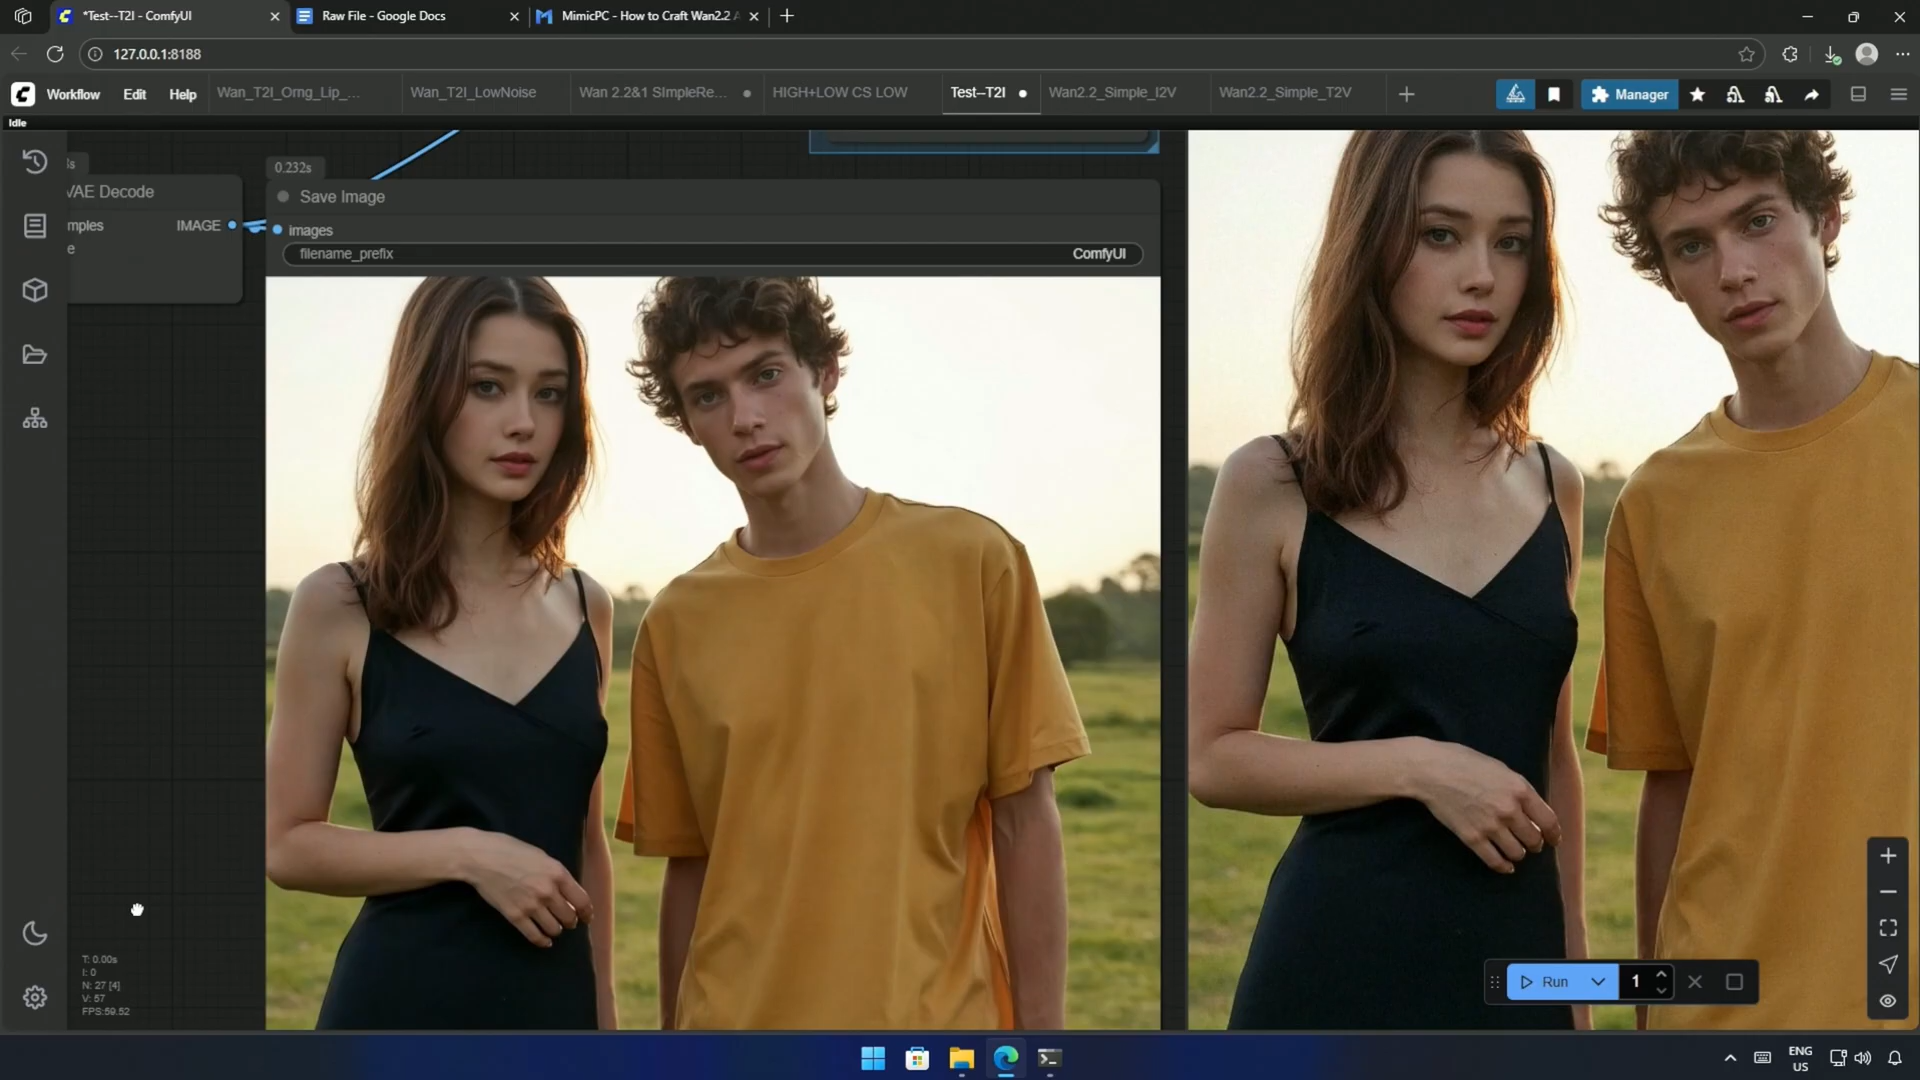 *Test--T2I - ComfyUI
Raw File - Google Docs
MimicPC - How to Craft Wan2.2 A
127.0.0.1:8188
Workflow
Edit
Help
Wan_T2I_Omg_Lip_...
Wan_T2I_LowNoise
Wan 2.2&1 SImpleRe...
HIGH+LOW CS LOW
Test--T2I
Wan2.2_Simple_I2V
Wan2.2_Simple_T2V
Manager
Idle
0.232s
VAE Decode
Save Image
mples
IMAGE
images
e
filename_prefix
ComfyUI
T: 0.00s
I: 0
N: 27 [4]
V: 57
FPS:59.52
Run
1
ENG
US